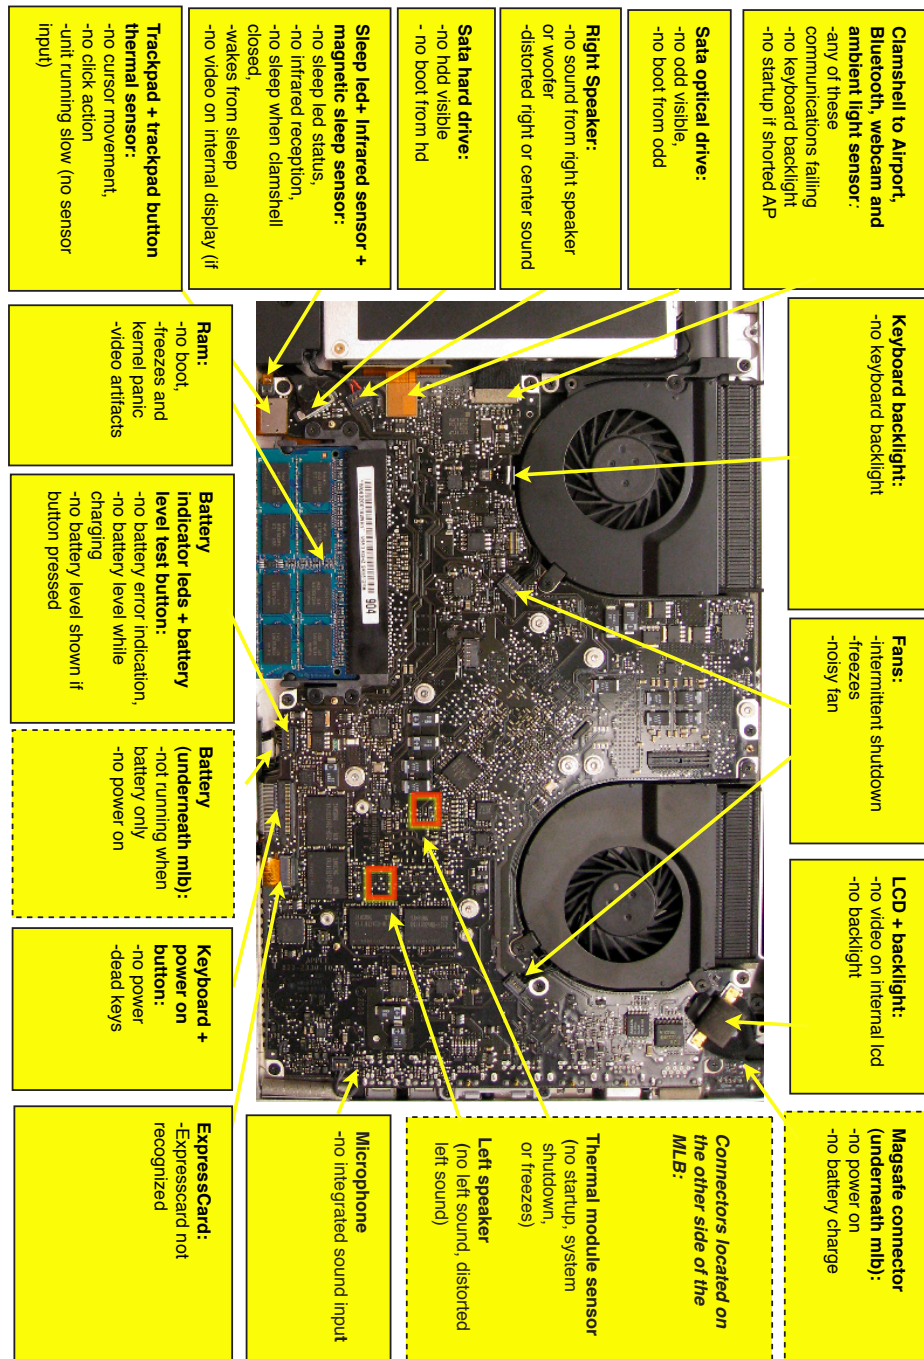 Clamshell to Airport,
Bluetooth, webcam and
ambient light sensor:
-any of these
communications failing
-no keyboard backlight
-no startup if shorted AP
Keyboard backlight:
-no keyboard backlight
Fans:
-intermittent shutdown
-freezes
-noisy fan
LCD + backlight:
-no video on internal lcd
-no backlight
Magsafe connector
(underneath mlb):
-no power on
-no battery charge
Sata optical drive:
-no odd visible,
-no boot from odd
Right Speaker:
-no sound from right speaker
or woofer
-distorted right or center sound
Sata hard drive:
-no hdd visible
- no boot from hd
Sleep led+ Infrared sensor +
magnetic sleep sensor:
-no sleep led status,
-no infrared reception,
-no sleep when clamshell
closed,
-wakes from sleep
-no video on internal display (if
Trackpad + trackpad button
thermal sensor:
-no cursor movement,
-no click action
-unit running slow (no sensor
input)
904
Connectors located on
the other side of the
MLB:
Thermal module sensor
(no startup, system
shutdown,
or freezes)
Left speaker
(no left sound, distorted
left sound)
Microphone
-no integrated sound input
Ram:
-no boot,
-freezes and
kernel panic
-video artifacts
Battery
indicator leds + battery
level test button:
-no battery error indication,
-no battery level while
charging
-no battery level shown if
button pressed
Battery
(underneath mlb):
-not running when
battery only
-no power on
Keyboard +
power on
button:
-no power
-dead keys
ExpressCard:
-Expresscard not
recognized